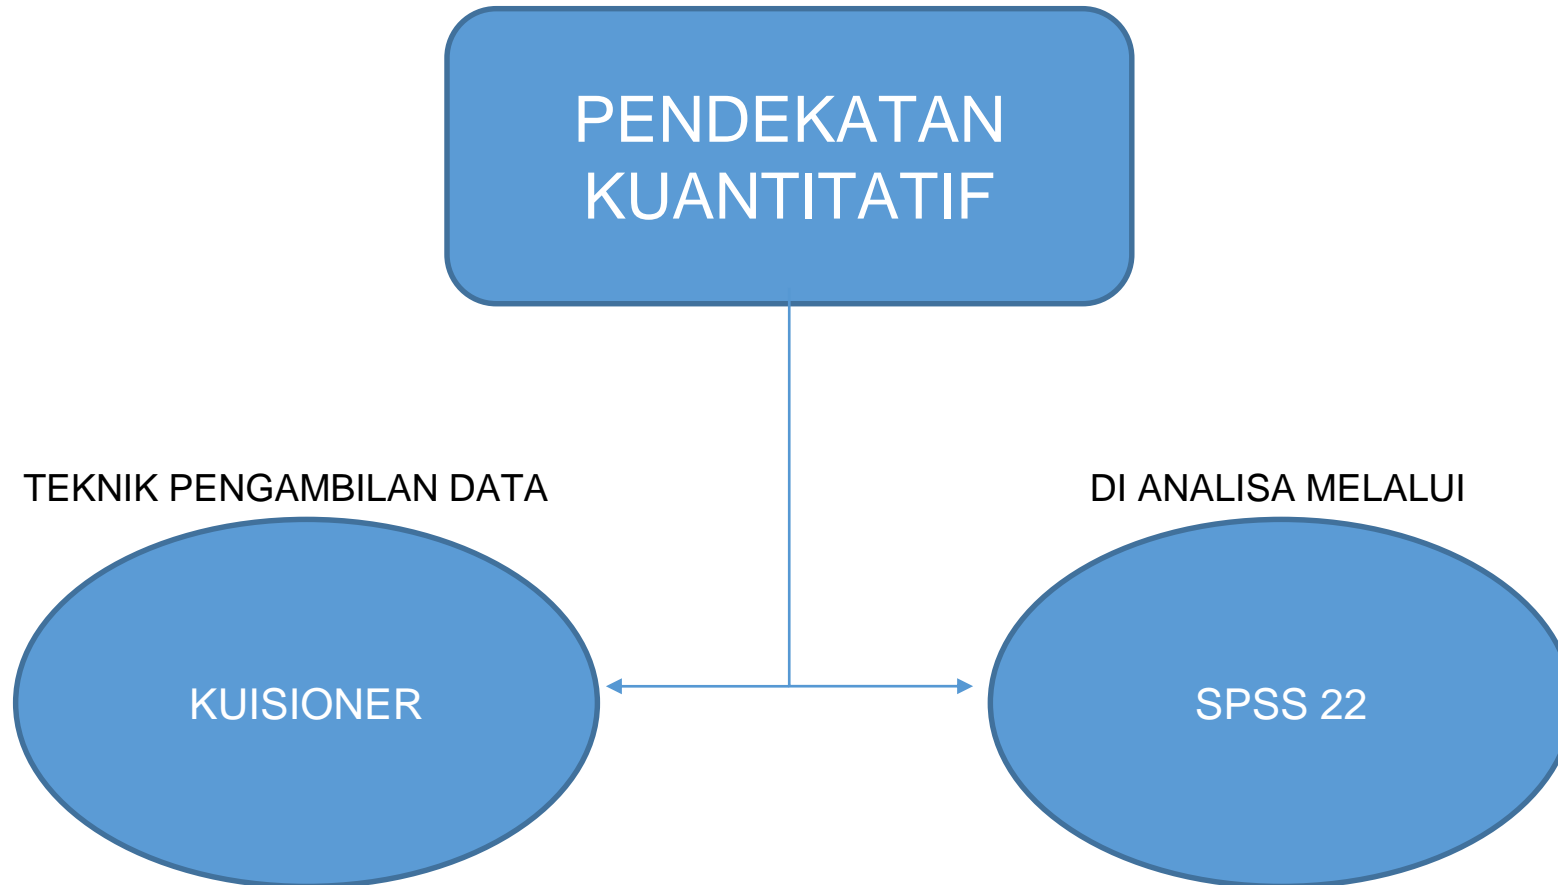 PENDEKATAN
KUANTITATIF
TEKNIK PENGAMBILAN DATA
DI ANALISA MELALUI
KUISIONER
SPSS 22